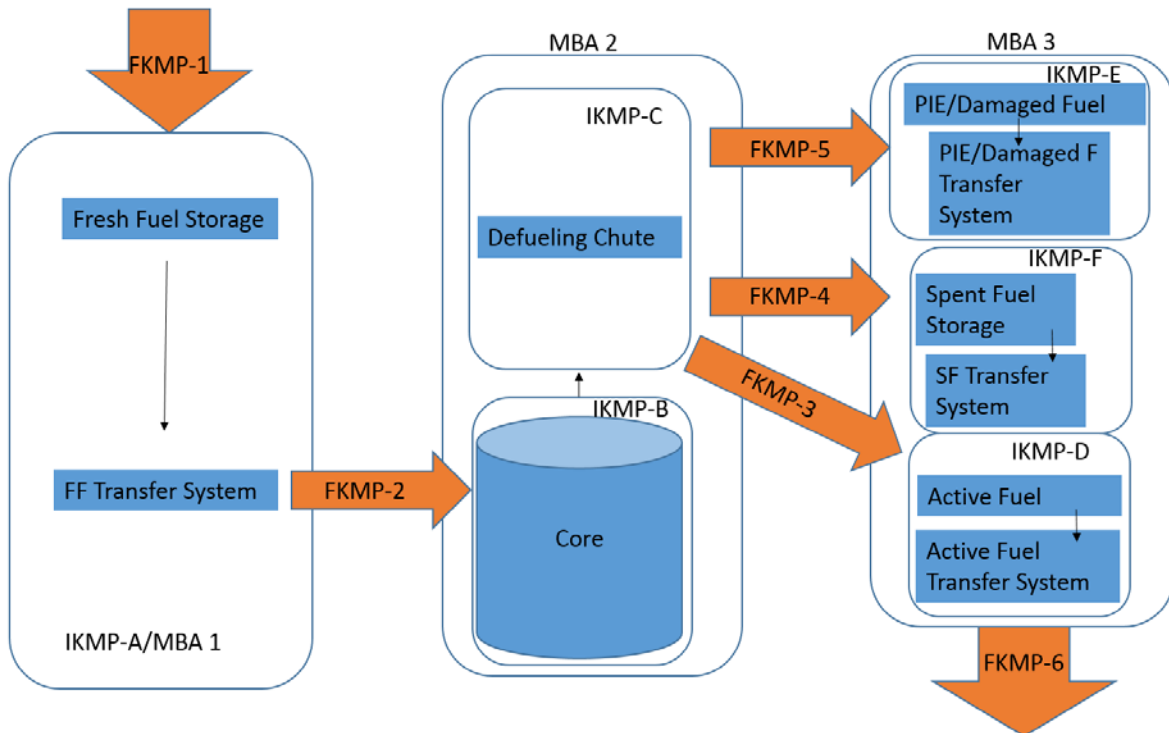 FKMP-1
Fresh Fuel Storage
FF Transfer System
IKMP-A/MBA 1
FKMP-2
MBA 2
IKMP-C
Defueling Chute
IKMP-B
Core
FKMP-5
FKMP-4
FKMP-3
MBA 3
IKMP-E
PIE/Damaged Fuel
PIE/Damaged F
Transfer
System
IKMP-F
Spent Fuel
Storage
SF Transfer
System
IKMP-D
Active Fuel
Active Fuel
Transfer System
FKMP-6